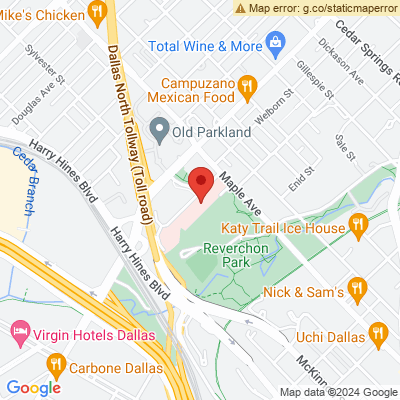 Map error: g.co/staticmaperror
Mike's Chicken
Cedar Springs Ro
Total Wine & More
Dickason Ave
Sylvester St
Gillespie St
Campuzano
Mexican Food
Douglas Ave
Welborn St
Dallas North Tollway (Toll road)
Old Parkland
Sale St
Harry Hines Blvd
Cedar
Branch
Maple Ave
Enid St
Katy Trail Ice House
Harry Hines Blvd
Reverchon
Park
Nick & Sam's
Virgin Hotels Dallas
Uchi Dallas
Carbone Dallas
McKinn
Google
Map data ©2024 Google